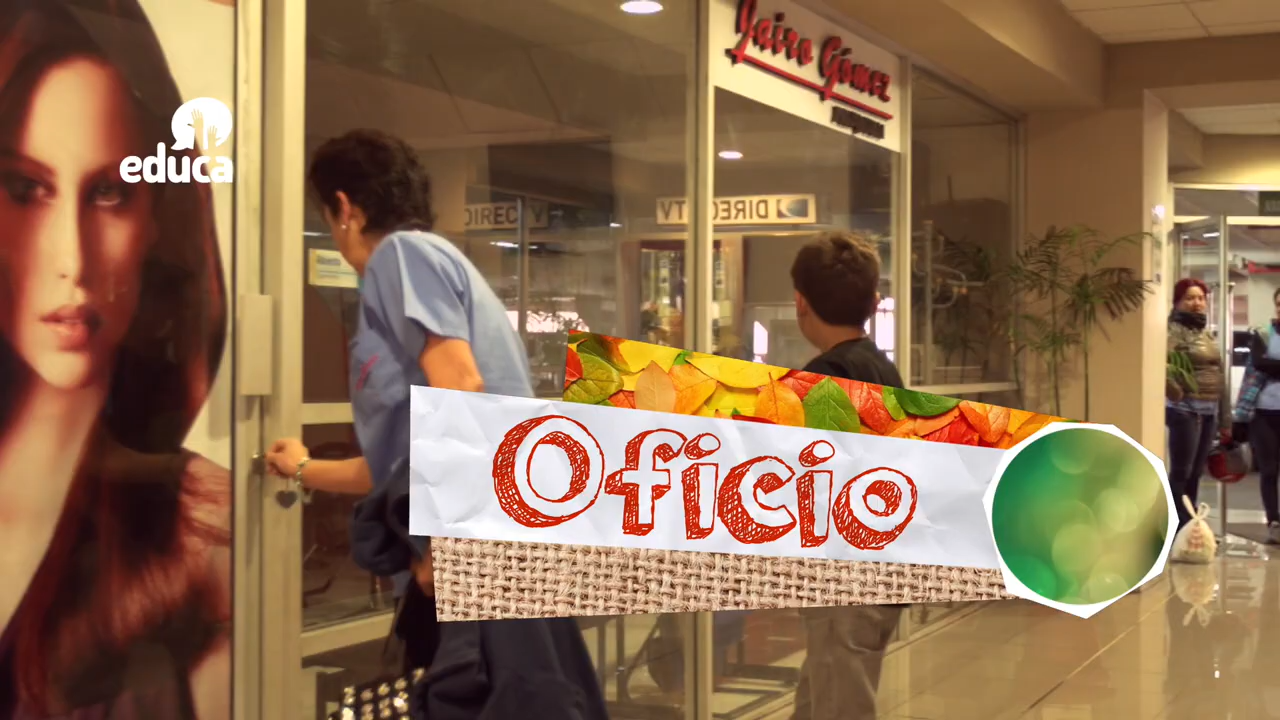 Jairo Gómez
educa
DIRECTV
DIRECTV
Oficio